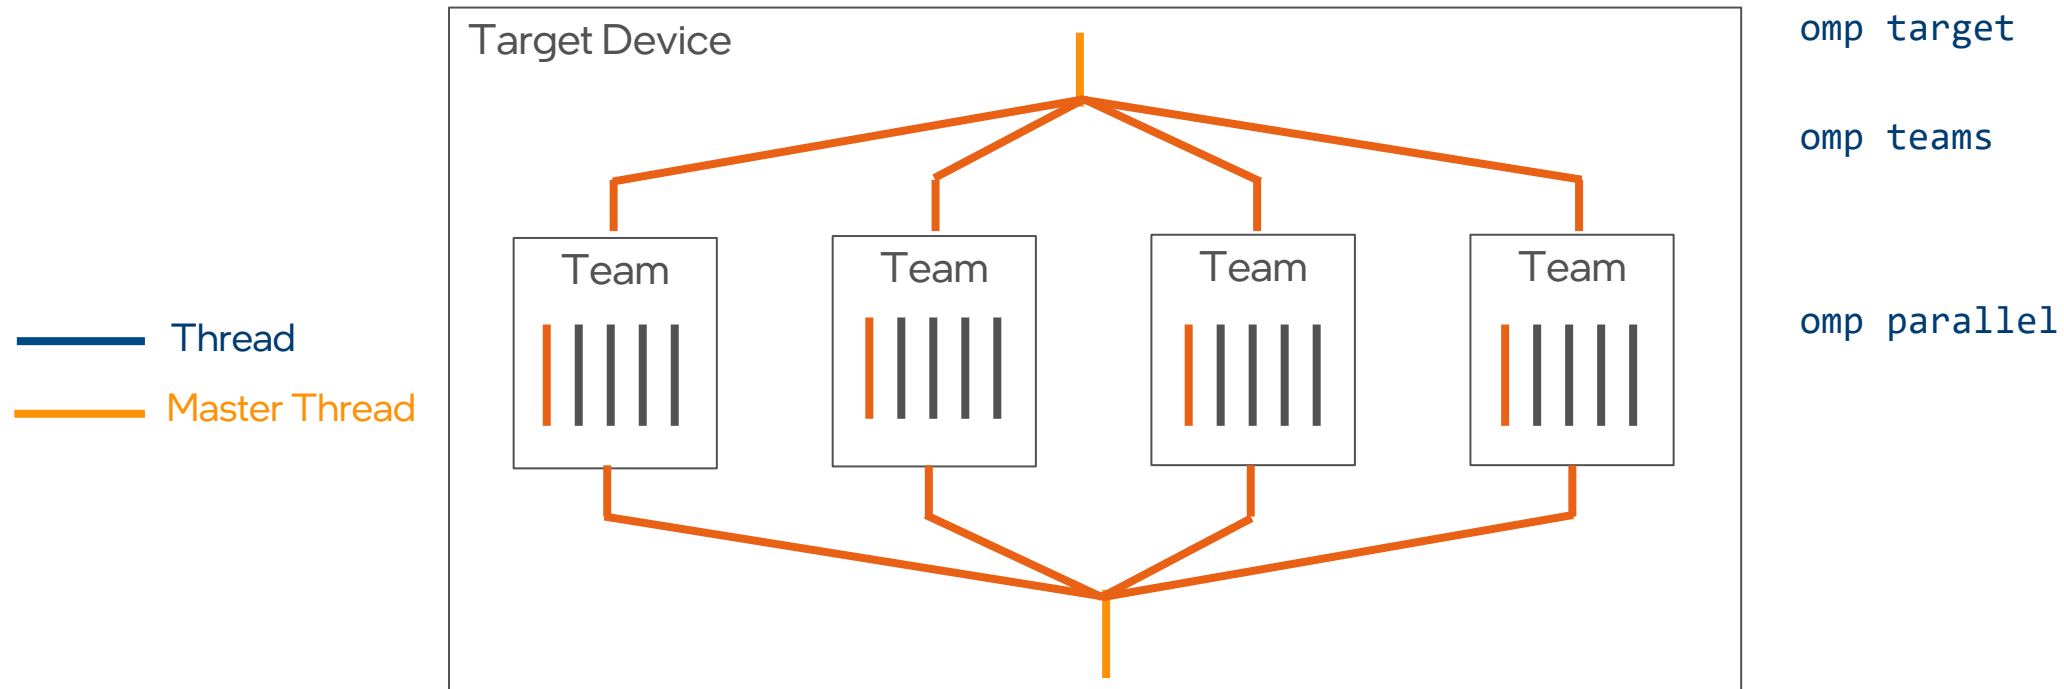 Target Device
omp target
omp teams
Team
Team
Team
Team
omp parallel
Thread
Master Thread